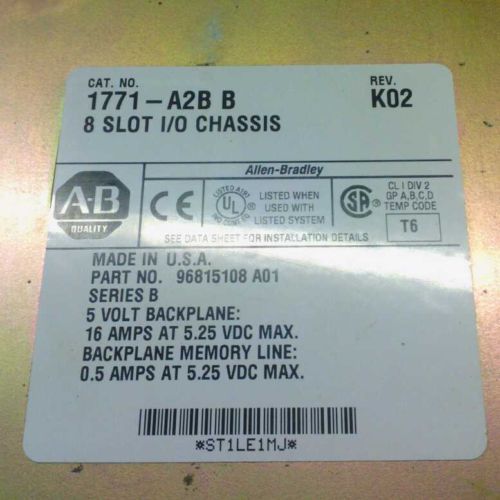 CAT. NO.
REV.
1771-A2B B
K02
8 SLOT I/O CHASSIS
Allen-Bradley
A-B
QUALITY
CE
UL
LISTED WHEN
USED WITH
LISTED SYSTEM
SA
CL I DIV 2
GP A,B,C,D
TEMP CODE
T6
SEE DATA SHEET FOR INSTALLATION DETAILS
MADE IN U.S.A.
PART NO. 96815108 A01
SERIES B
5 VOLT BACKPLANE:
16 AMPS AT 5.25 VDC MAX.
BACKPLANE MEMORY LINE:
0.5 AMPS AT 5.25 VDC MAX.
*ST1LE1MJ*